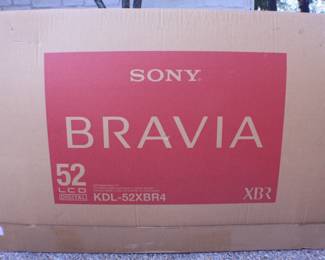 SONY
BRAVIA
52
LCD
DIGITAL
KDL-52XBR4
XBR